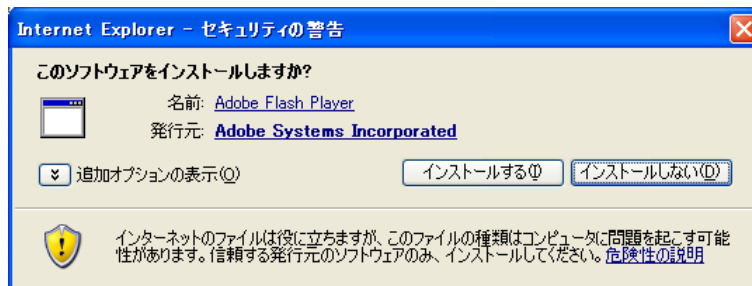 Internet Explorer - セキュリティの警告
このソフトウェアをインストールしますか?
名前: Adobe Flash Player
発行元: Adobe Systems Incorporated
追加オプションの表示(O)
インストールする(I)
インストールしない(D)
インターネットのファイルは役に立ちますが、このファイルの種類はコンピュータに問題を起こす可能
性があります。信頼する発行元のソフトウェアのみ、インストールしてください。危険性の説明